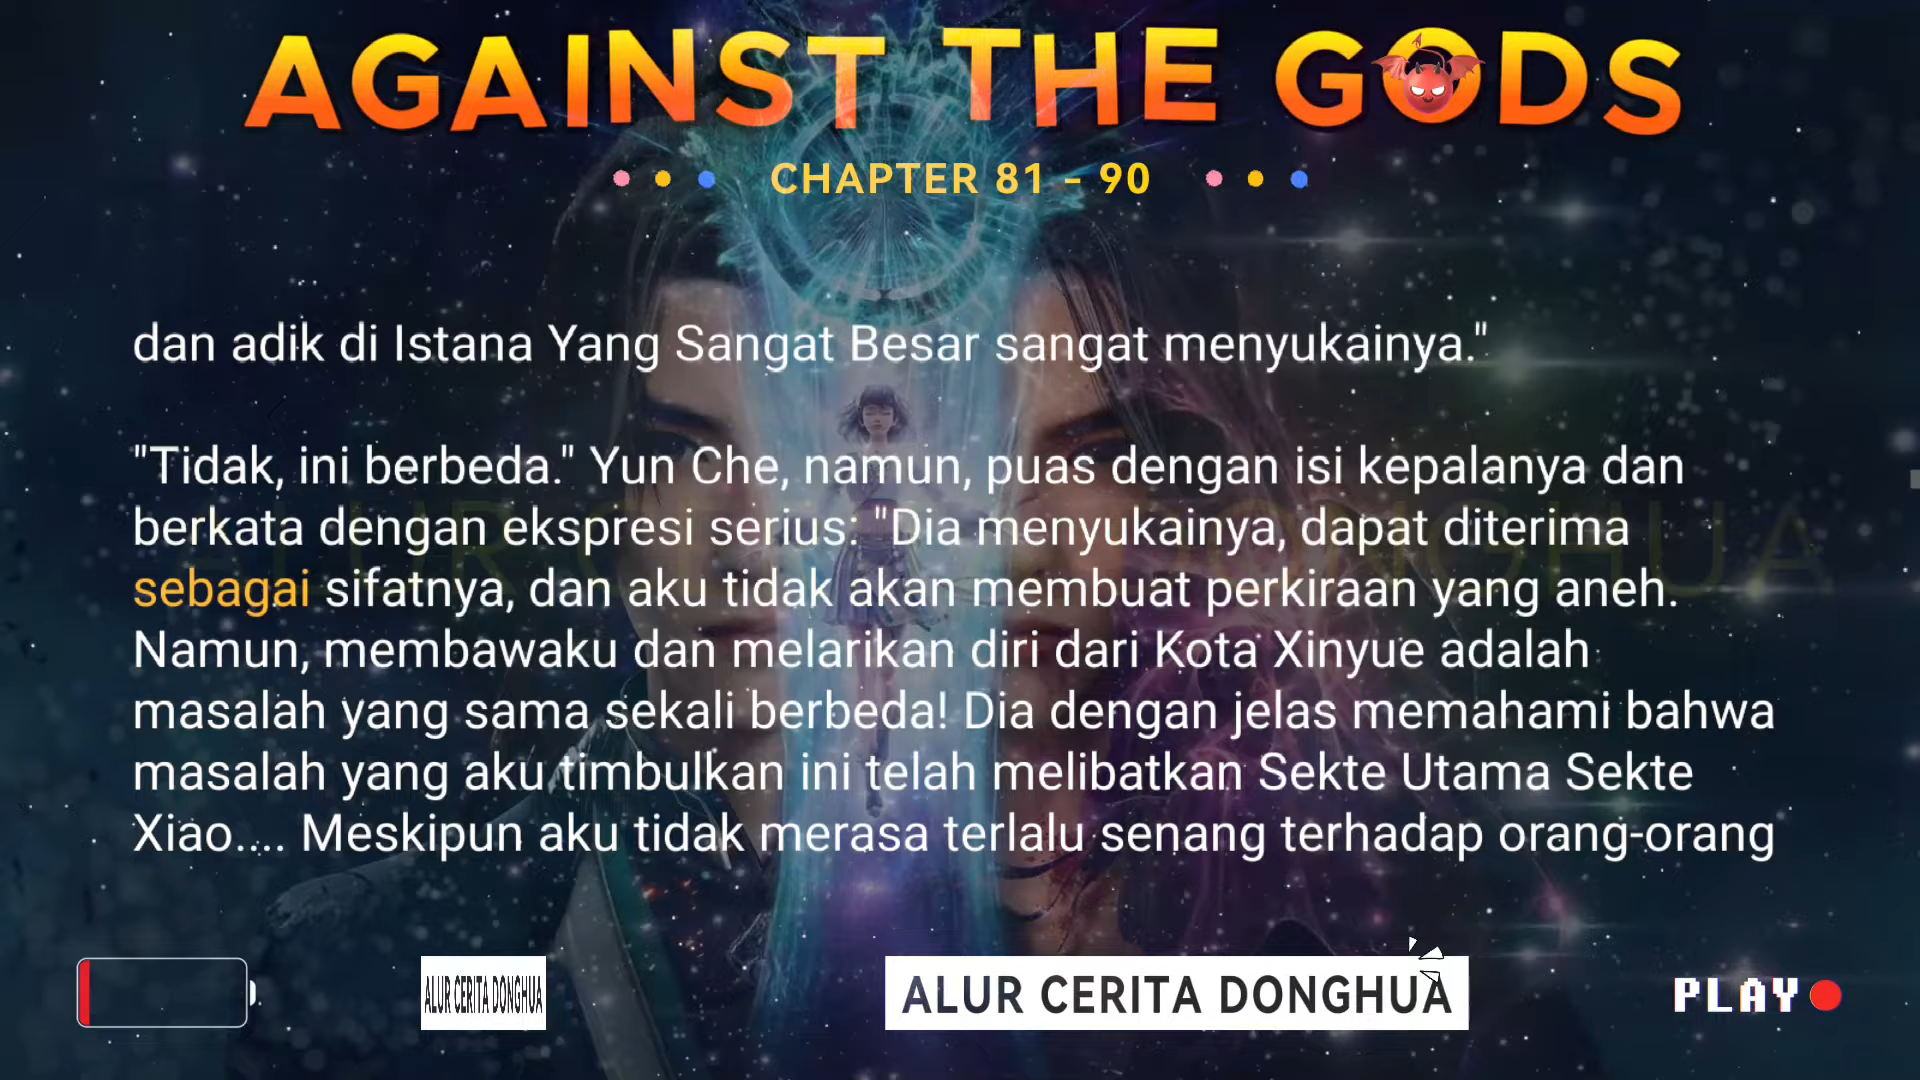 AGAINST THE GODS
CHAPTER 81 - 90
dan adik di Istana Yang Sangat Besar sangat menyukainya."
"Tidak, ini berbeda." Yun Che, namun, puas dengan isi kepalanya dan
berkata dengan ekspresi serius: "Dia menyukainya, dapat diterima
sebagai sifatnya, dan aku tidak akan membuat perkiraan yang aneh.
Namun, membawaku dan melarikan diri dari Kota Xinyue adalah
masalah yang sama sekali berbeda! Dia dengan jelas memahami bahwa
masalah yang aku timbulkan ini telah melibatkan Sekte Utama Sekte
Xiao.... Meskipun aku tidak merasa terlalu senang terhadap orang-orang
ALUR CERITA DONGHUA
ALUR CERITA DONGHUA
PLAY